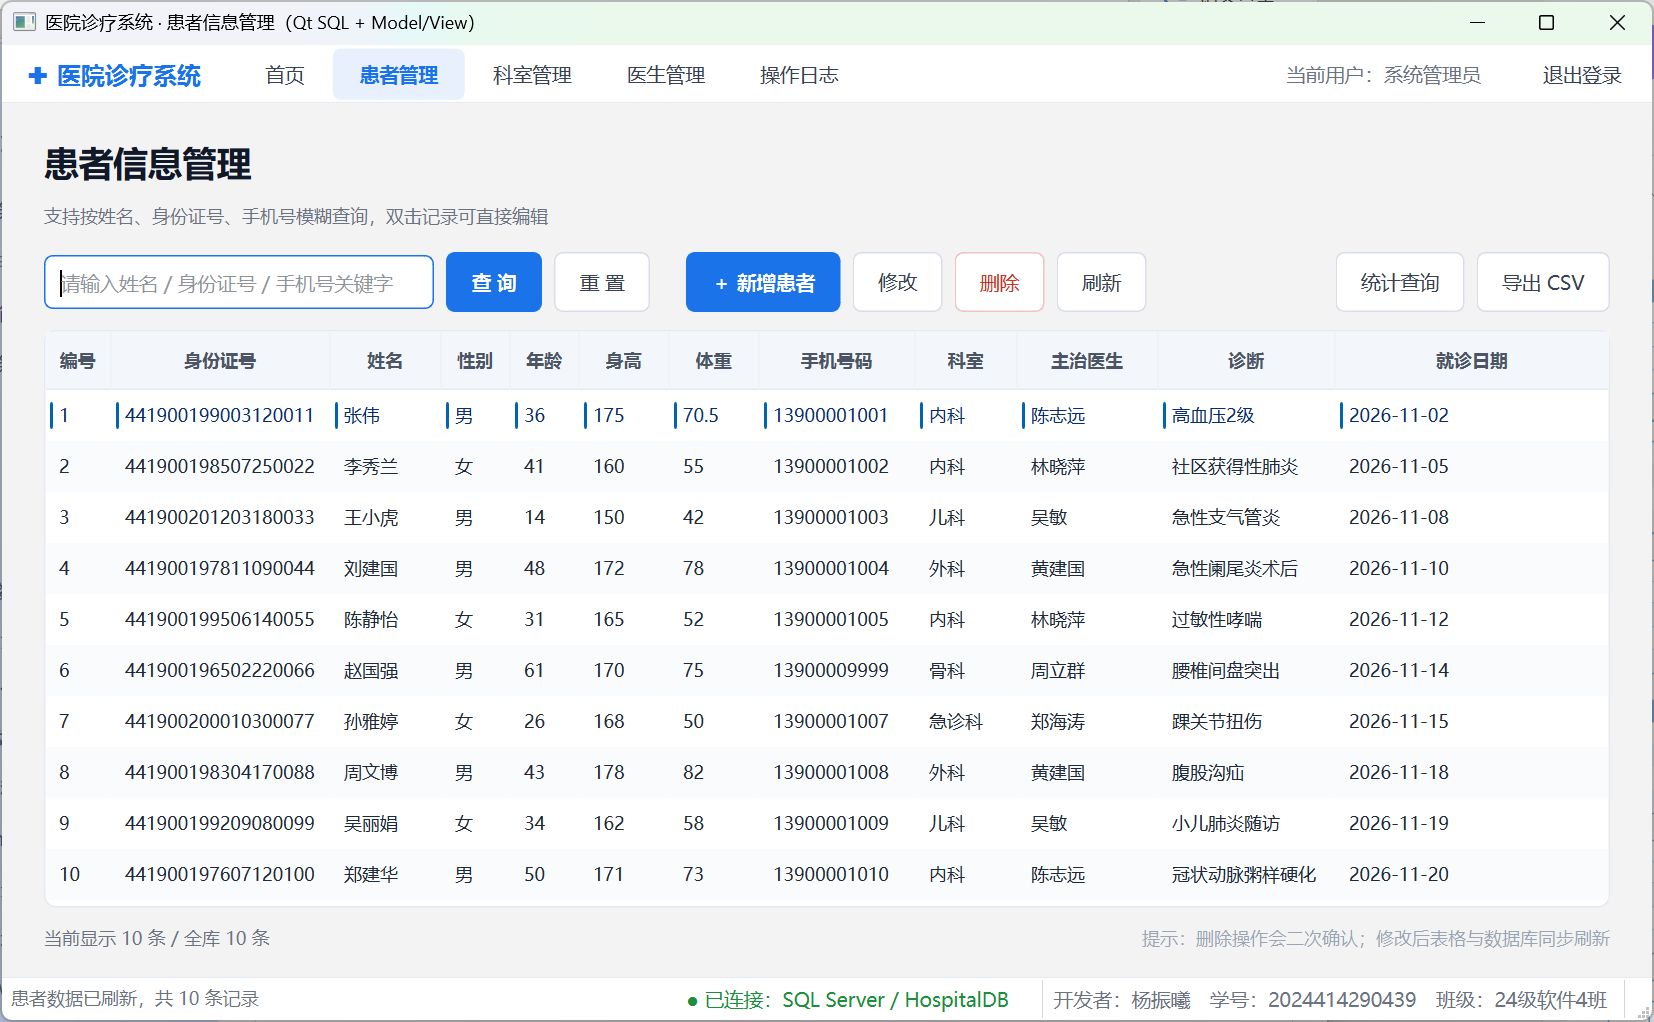 医院诊疗系统 · 患者信息管理（Qt SQL + Model/View）
医院诊疗系统 首页 患者管理 科室管理 医生管理 操作日志 当前用户：系统管理员 退出登录
患者信息管理
支持按姓名、身份证号、手机号模糊查询，双击记录可直接编辑
请输入姓名 / 身份证号 / 手机号关键字 查 询 重 置 + 新增患者 修改 删除 刷新 统计查询 导出 CSV
编号 身份证号 姓名 性别 年龄 身高 体重 手机号码 科室 主治医生 诊断 就诊日期
1 441900199003120011 张伟 男 36 175 70.5 13900001001 内科 陈志远 高血压2级 2026-11-02
2 441900198507250022 李秀兰 女 41 160 55 13900001002 内科 林晓萍 社区获得性肺炎 2026-11-05
3 441900201203180033 王小虎 男 14 150 42 13900001003 儿科 吴敏 急性支气管炎 2026-11-08
4 441900197811090044 刘建国 男 48 172 78 13900001004 外科 黄建国 急性阑尾炎术后 2026-11-10
5 441900199506140055 陈静怡 女 31 165 52 13900001005 内科 林晓萍 过敏性哮喘 2026-11-12
6 441900196502220066 赵国强 男 61 170 75 13900009999 骨科 周立群 腰椎间盘突出 2026-11-14
7 441900200010300077 孙雅婷 女 26 168 50 13900001007 急诊科 郑海涛 踝关节扭伤 2026-11-15
8 441900198304170088 周文博 男 43 178 82 13900001008 外科 黄建国 腹股沟疝 2026-11-18
9 441900199209080099 吴丽娟 女 34 162 58 13900001009 儿科 吴敏 小儿肺炎随访 2026-11-19
10 441900197607120100 郑建华 男 50 171 73 13900001010 内科 陈志远 冠状动脉粥样硬化 2026-11-20
当前显示 10 条 / 全库 10 条 提示：删除操作会二次确认；修改后表格与数据库同步刷新
患者数据已刷新，共 10 条记录 ● 已连接：SQL Server / HospitalDB 开发者：杨振曦 学号：2024414290439 班级：24级软件4班